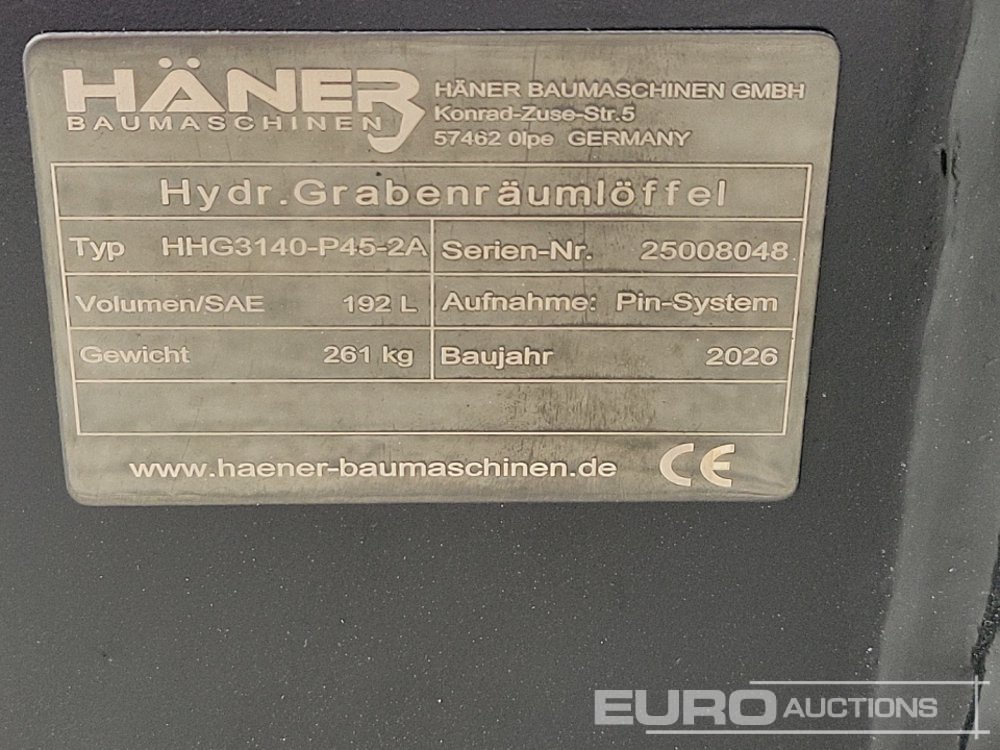 HÄNER
BAUMASCHINEN
HÄNER BAUMASCHINEN GMBH
Konrad-Zuse-Str.5
57462 Olpe GERMANY
Hydr.Grabenräumlöffel
Typ HHG3140-P45-2A
Serien-Nr. 25008048
Volumen/SAE 192 L
Aufnahme: Pin-System
Gewicht 261 kg
Baujahr 2026
www.haener-baumaschinen.de CE
EURO AUCTIONS